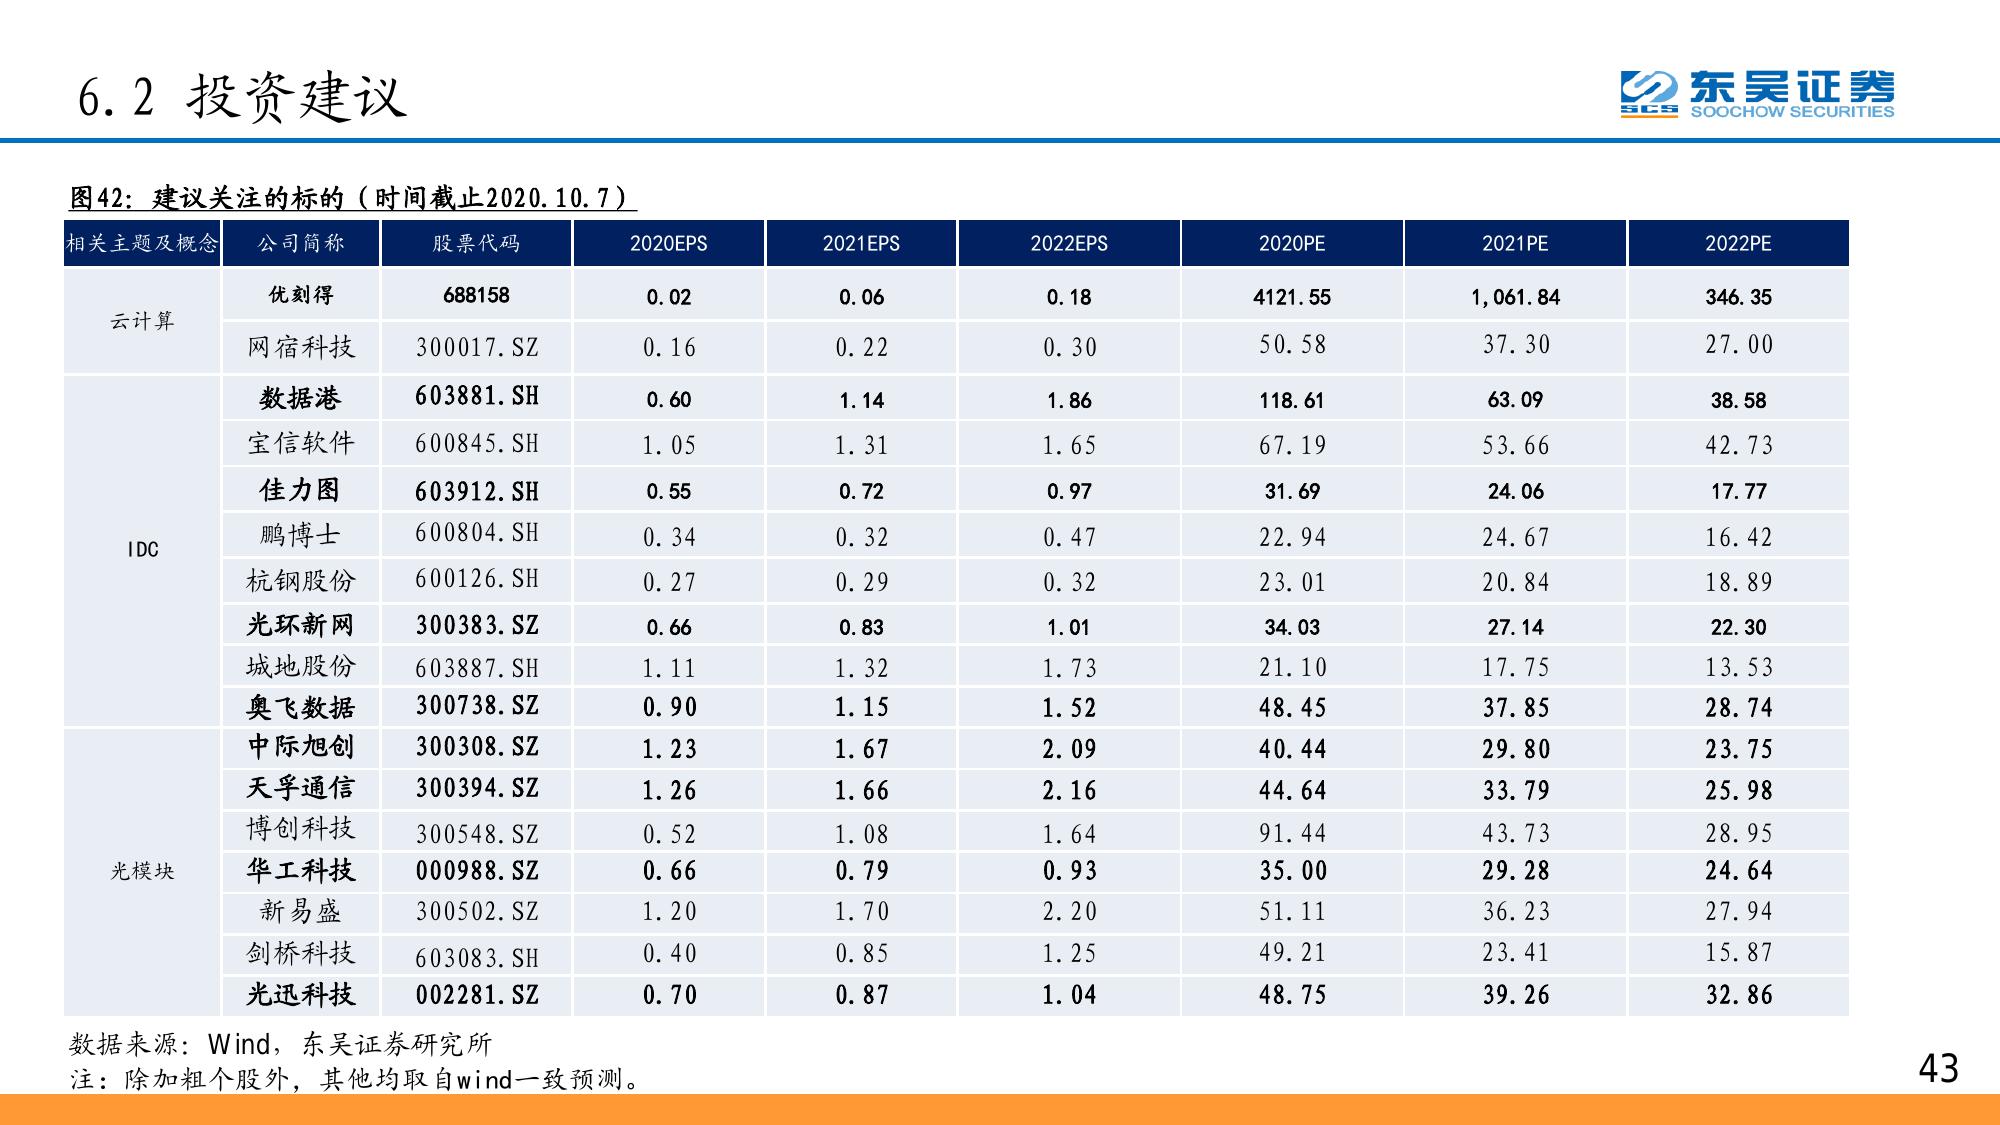 6.2 投资建议
SCS 东吴证券
SOOCHOW SECURITIES
图42：建议关注的标的（时间截止2020.10.7）
相关主题及概念 公司简称 股票代码 2020EPS 2021EPS 2022EPS 2020PE 2021PE 2022PE
云计算
优刻得 688158 0.02 0.06 0.18 4121.55 1,061.84 346.35
网宿科技 300017.SZ 0.16 0.22 0.30 50.58 37.30 27.00
IDC
数据港 603881.SH 0.60 1.14 1.86 118.61 63.09 38.58
宝信软件 600845.SH 1.05 1.31 1.65 67.19 53.66 42.73
佳力图 603912.SH 0.55 0.72 0.97 31.69 24.06 17.77
鹏博士 600804.SH 0.34 0.32 0.47 22.94 24.67 16.42
杭钢股份 600126.SH 0.27 0.29 0.32 23.01 20.84 18.89
光环新网 300383.SZ 0.66 0.83 1.01 34.03 27.14 22.30
城地股份 603887.SH 1.11 1.32 1.73 21.10 17.75 13.53
奥飞数据 300738.SZ 0.90 1.15 1.52 48.45 37.85 28.74
光模块
中际旭创 300308.SZ 1.23 1.67 2.09 40.44 29.80 23.75
天孚通信 300394.SZ 1.26 1.66 2.16 44.64 33.79 25.98
博创科技 300548.SZ 0.52 1.08 1.64 91.44 43.73 28.95
华工科技 000988.SZ 0.66 0.79 0.93 35.00 29.28 24.64
新易盛 300502.SZ 1.20 1.70 2.20 51.11 36.23 27.94
剑桥科技 603083.SH 0.40 0.85 1.25 49.21 23.41 15.87
光迅科技 002281.SZ 0.70 0.87 1.04 48.75 39.26 32.86
数据来源：Wind，东吴证券研究所
注：除加粗个股外，其他均取自wind一致预测。
43